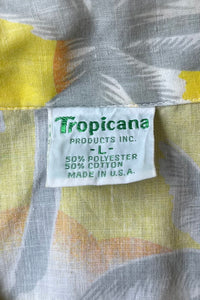 Tropicana
PRODUCTS INC.
- L -
50% POLYESTER
50% COTTON
MADE IN U.S.A.